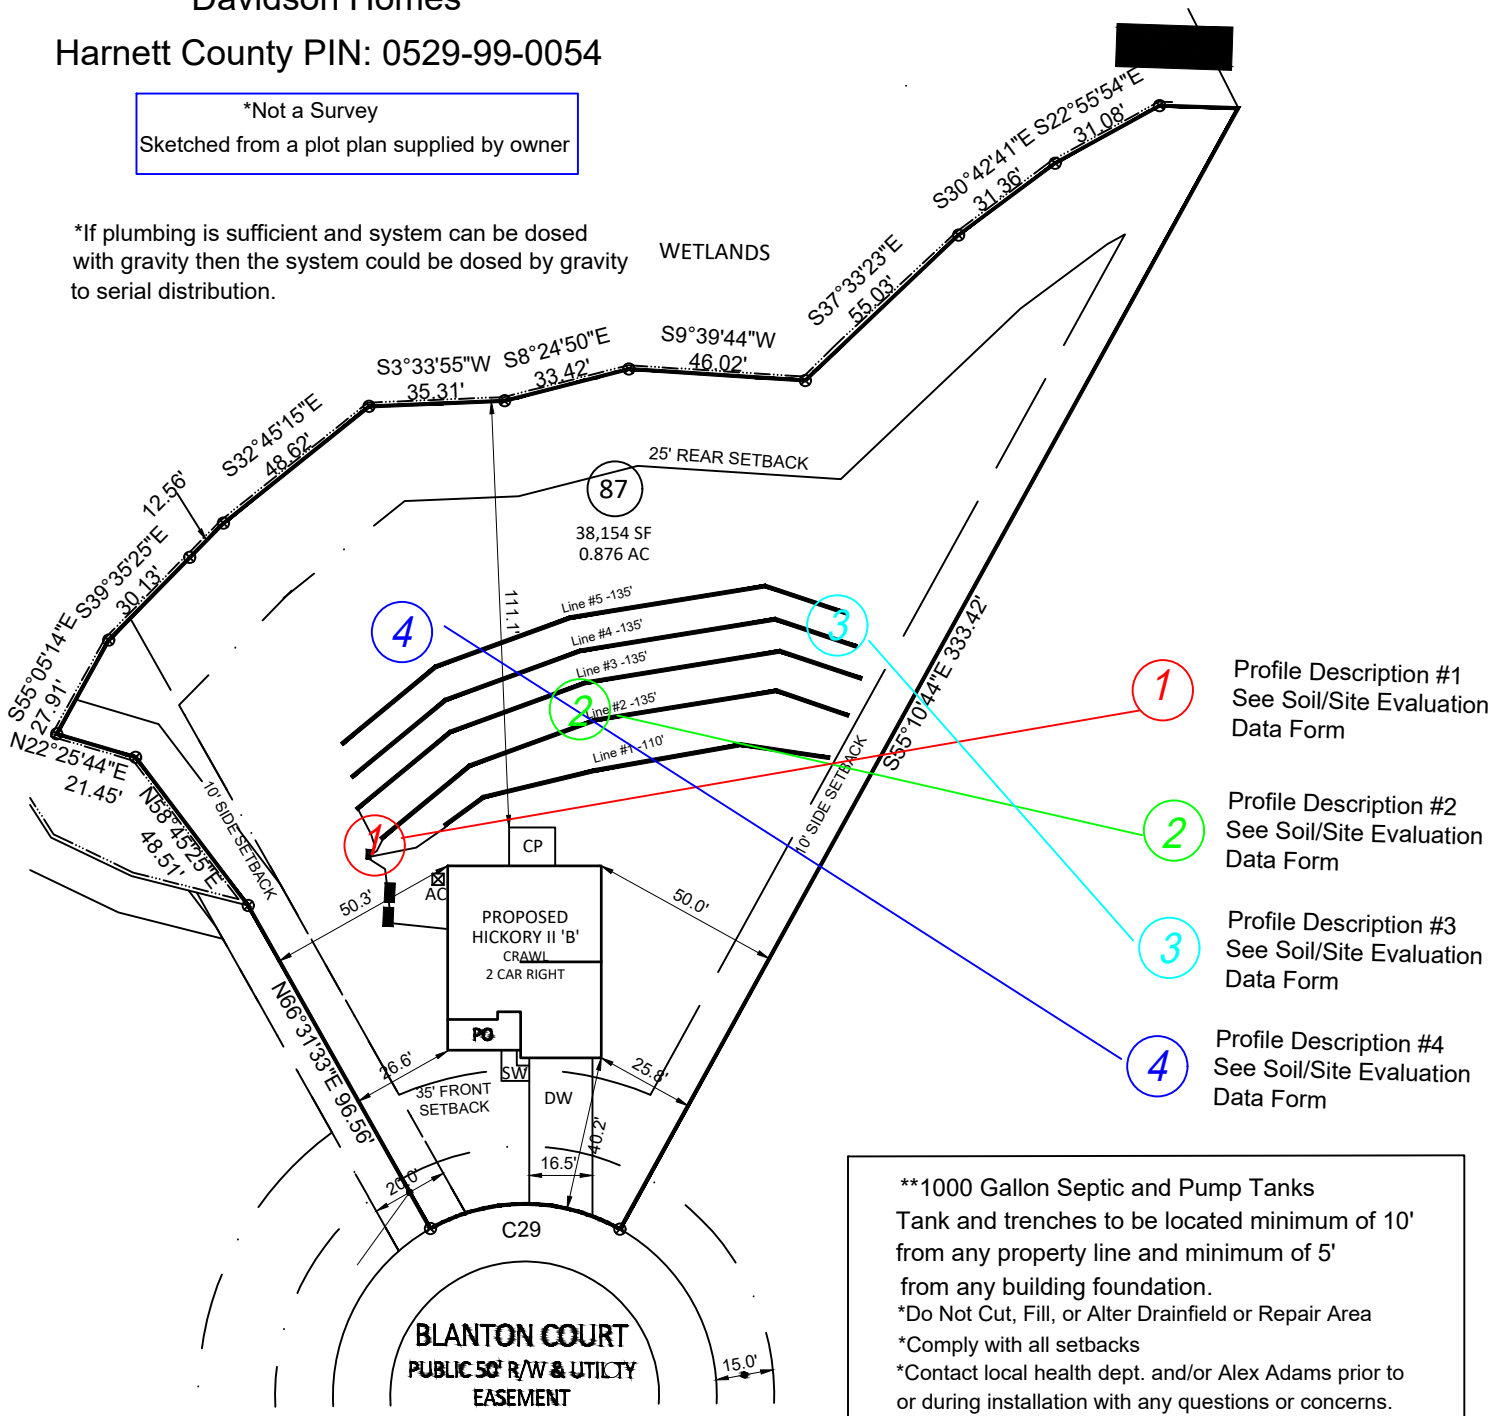 Davidson Homes
Harnett County PIN: 0529-99-0054
*Not a Survey
Sketched from a plot plan supplied by owner
*If plumbing is sufficient and system can be dosed
with gravity then the system could be dosed by gravity
to serial distribution.
WETLANDS
S22°55'54"E
31.08'
S30°42'41"E
31.36'
S37°33'23"E
55.03'
S9°39'44"W
46.02'
S8°24'50"E
33.42'
S3°33'55"W
35.31'
S32°45'15"E
48.62'
12.56'
S39°35'25"E
30.13'
S55°05'14"E
27.91'
N22°25'44"E
21.45'
N58°45'25"E
48.51'
25' REAR SETBACK
87
38,154 SF
0.876 AC
111.1'
Line #5 -135'
Line #4 -135'
Line #3 -135'
Line #2 -135'
Line #1 -110'
4
3
2
1
10' SIDE SETBACK
10' SIDE SETBACK
S55°10'44"E 333.42'
1
Profile Description #1
See Soil/Site Evaluation
Data Form
2
Profile Description #2
See Soil/Site Evaluation
Data Form
3
Profile Description #3
See Soil/Site Evaluation
Data Form
4
Profile Description #4
See Soil/Site Evaluation
Data Form
CP
AC
50.3'
50.0'
PROPOSED
HICKORY II 'B'
CRAWL
2 CAR RIGHT
PO
SW
DW
26.6'
25.8'
35' FRONT
SETBACK
40.2'
16.5'
20.0'
N66°31'33"E 96.56'
C29
BLANTON COURT
PUBLIC 50' R/W & UTILITY
EASEMENT
15.0'
**1000 Gallon Septic and Pump Tanks
Tank and trenches to be located minimum of 10'
from any property line and minimum of 5'
from any building foundation.
*Do Not Cut, Fill, or Alter Drainfield or Repair Area
*Comply with all setbacks
*Contact local health dept. and/or Alex Adams prior to
or during installation with any questions or concerns.